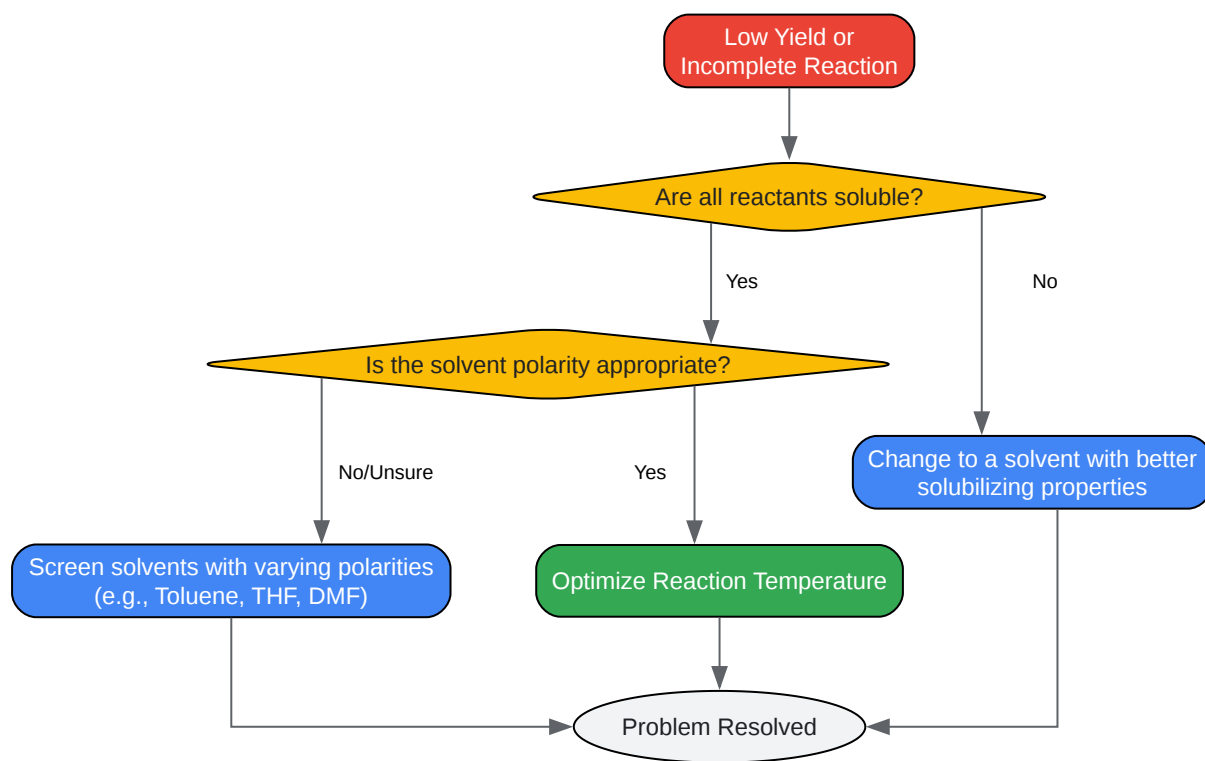 Low Yield or
Incomplete Reaction
Are all reactants soluble?
Yes
No
Is the solvent polarity appropriate?
No/Unsure
Yes
Change to a solvent with better
solubilizing properties
Screen solvents with varying polarities
(e.g., Toluene, THF, DMF)
Optimize Reaction Temperature
Problem Resolved